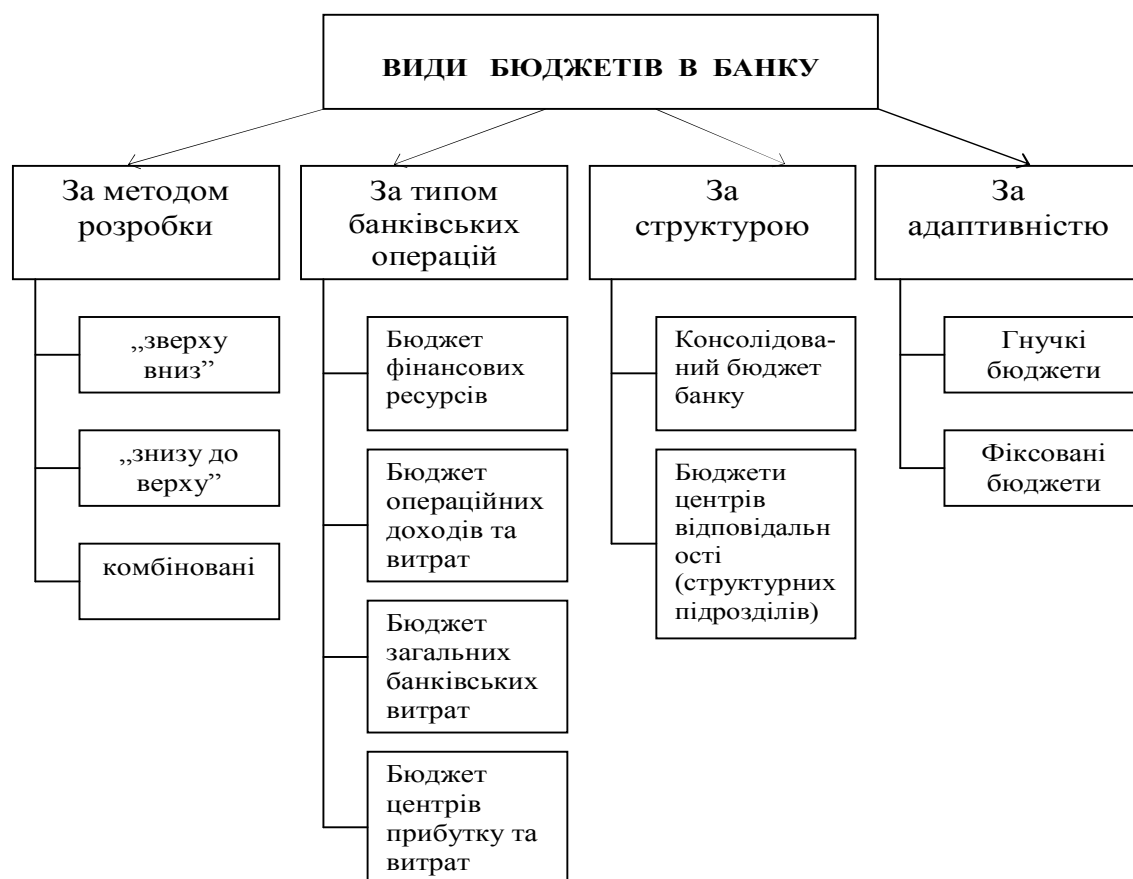 ВИДИ БЮДЖЕТІВ В БАНКУ
За методом
розробки
„зверху
вниз”
„знизу до
верху”
комбіновані
За типом
банківських
операцій
Бюджет
фінансових
ресурсів
Бюджет
операційних
доходів та
витрат
Бюджет
загальних
банківських
витрат
Бюджет
центрів
прибутку та
витрат
За
структурою
Консолідова-
ний бюджет
банку
Бюджети
центрів
відповідальн
ості
(структурних
підрозділів)
За
адаптивністю
Гнучкі
бюджети
Фіксовані
бюджети